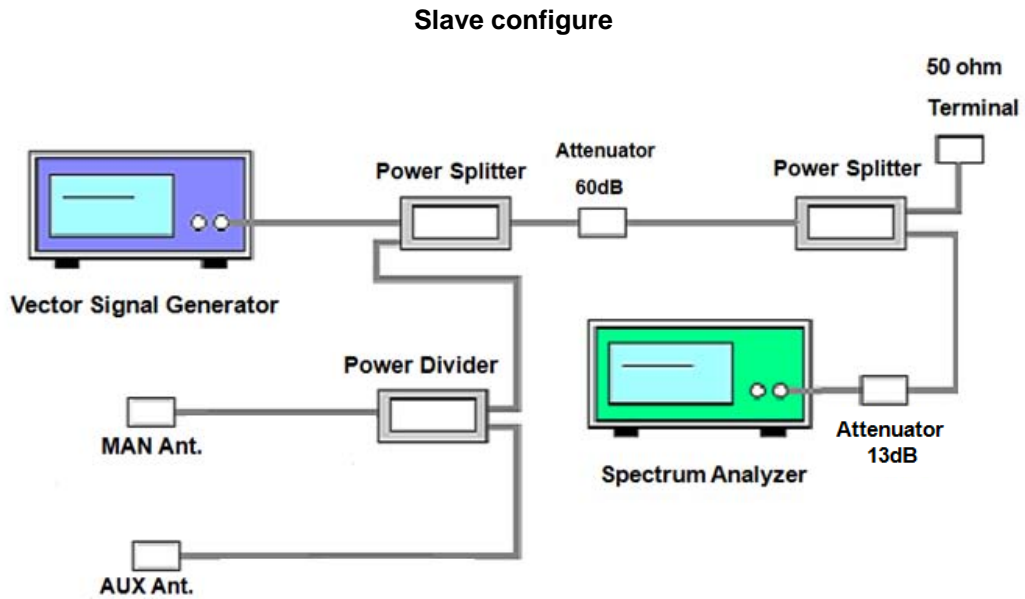 Slave configure
50 ohm
Terminal
Power Splitter
Attenuator
60dB
Power Splitter
Vector Signal Generator
Power Divider
MAN Ant.
Attenuator
13dB
Spectrum Analyzer
AUX Ant.